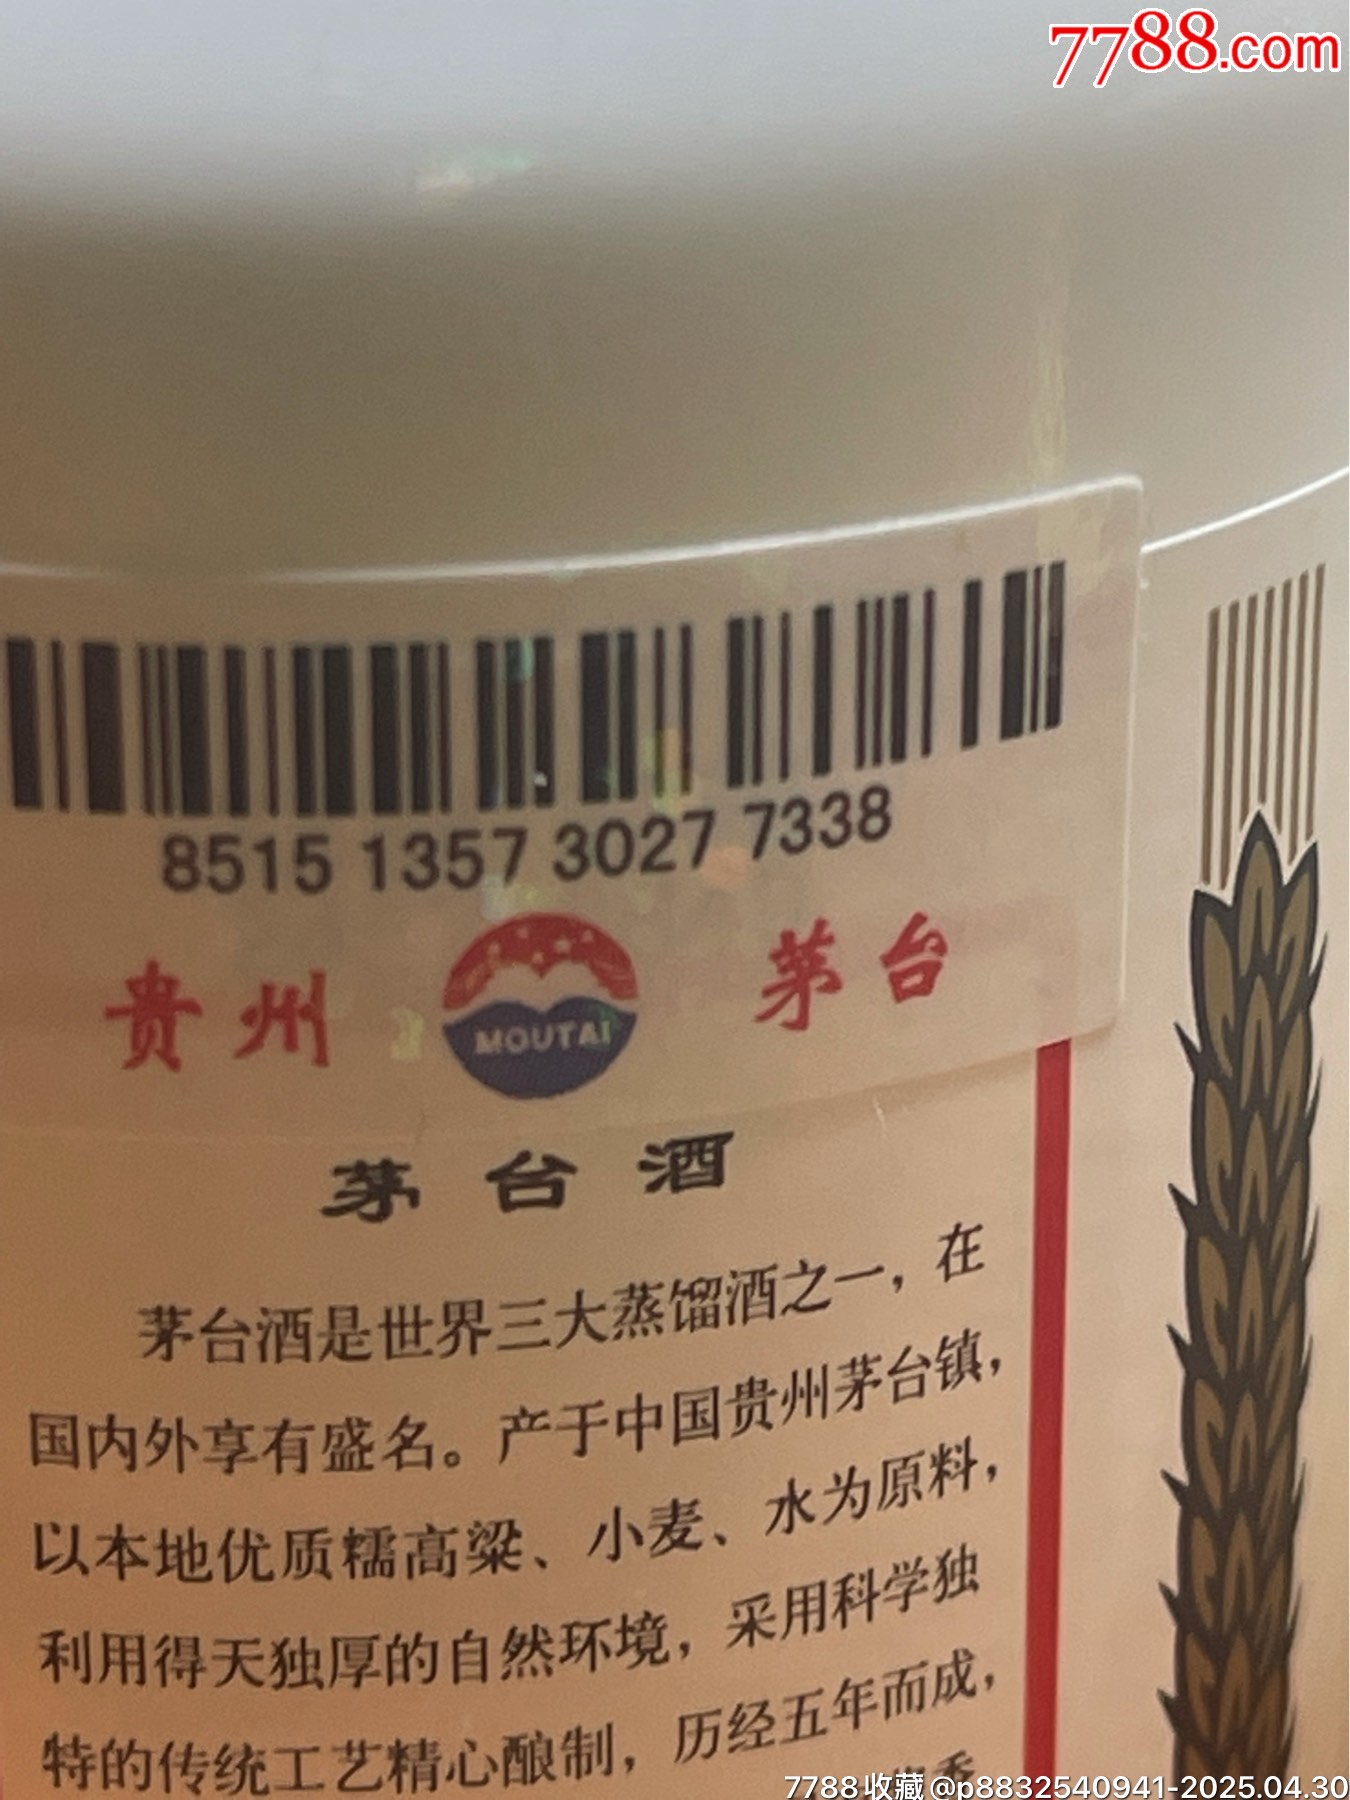 7788.com
8515 1357 3027 7338
贵州 MOUTAI 茅台
茅台酒
茅台酒是世界三大蒸馏酒之一，在
国内外享有盛名。产于中国贵州茅台镇，
以本地优质糯高粱、小麦、水为原料，
利用得天独厚的自然环境，采用科学独
特的传统工艺精心酿制，历经五年而成，
7788收藏@p8832540941-2025.04.30